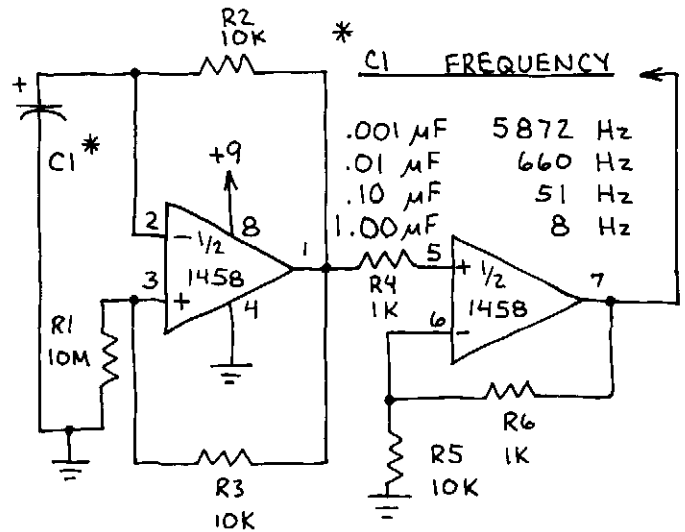 R2
10K
*
C1 FREQUENCY
+
C1 *
.001 µF 5872 Hz
.01 µF 660 Hz
.10 µF 51 Hz
1.00 µF 8 Hz
+9
2
8
- 1/2
1
1458
3
+
4
R1
10M
R4
1K
5
+ 1/2
7
1458
6
-
R6
1K
R5
10K
R3
10K